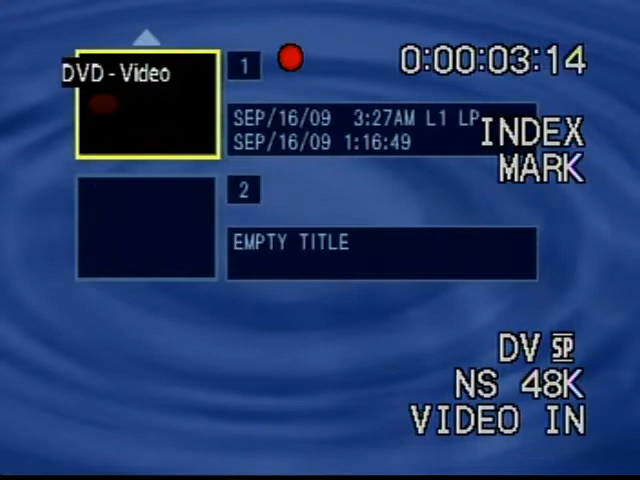 DVD - Video
1
0:00:03:14
SEP/16/09 3:27AM L1 LP
SEP/16/09 1:16:49
INDEX
MARK
2
EMPTY TITLE
DV SP
NS 48K
VIDEO IN